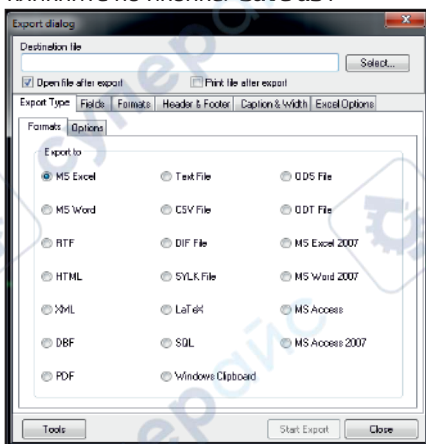 Export dialog
Destination file
Select...
Open file after export Print file after export
Export Type Fields Formats Header & Footer Caption & Width Excel Options
Formats Options
Export to
MS Excel Text File ODS File
MS Word CSV File ODT File
RTF DIF File MS Excel 2007
HTML SYLK File MS Word 2007
XML LaTeX MS Access
DBF SQL MS Access 2007
PDF Windows Clipboard
Tools Start Export Close